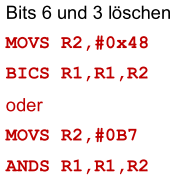 Bits 6 und 3 löschen
MOVS R2,#0x48
BICS R1,R1,R2
oder
MOVS R2,#0B7
ANDS R1,R1,R2